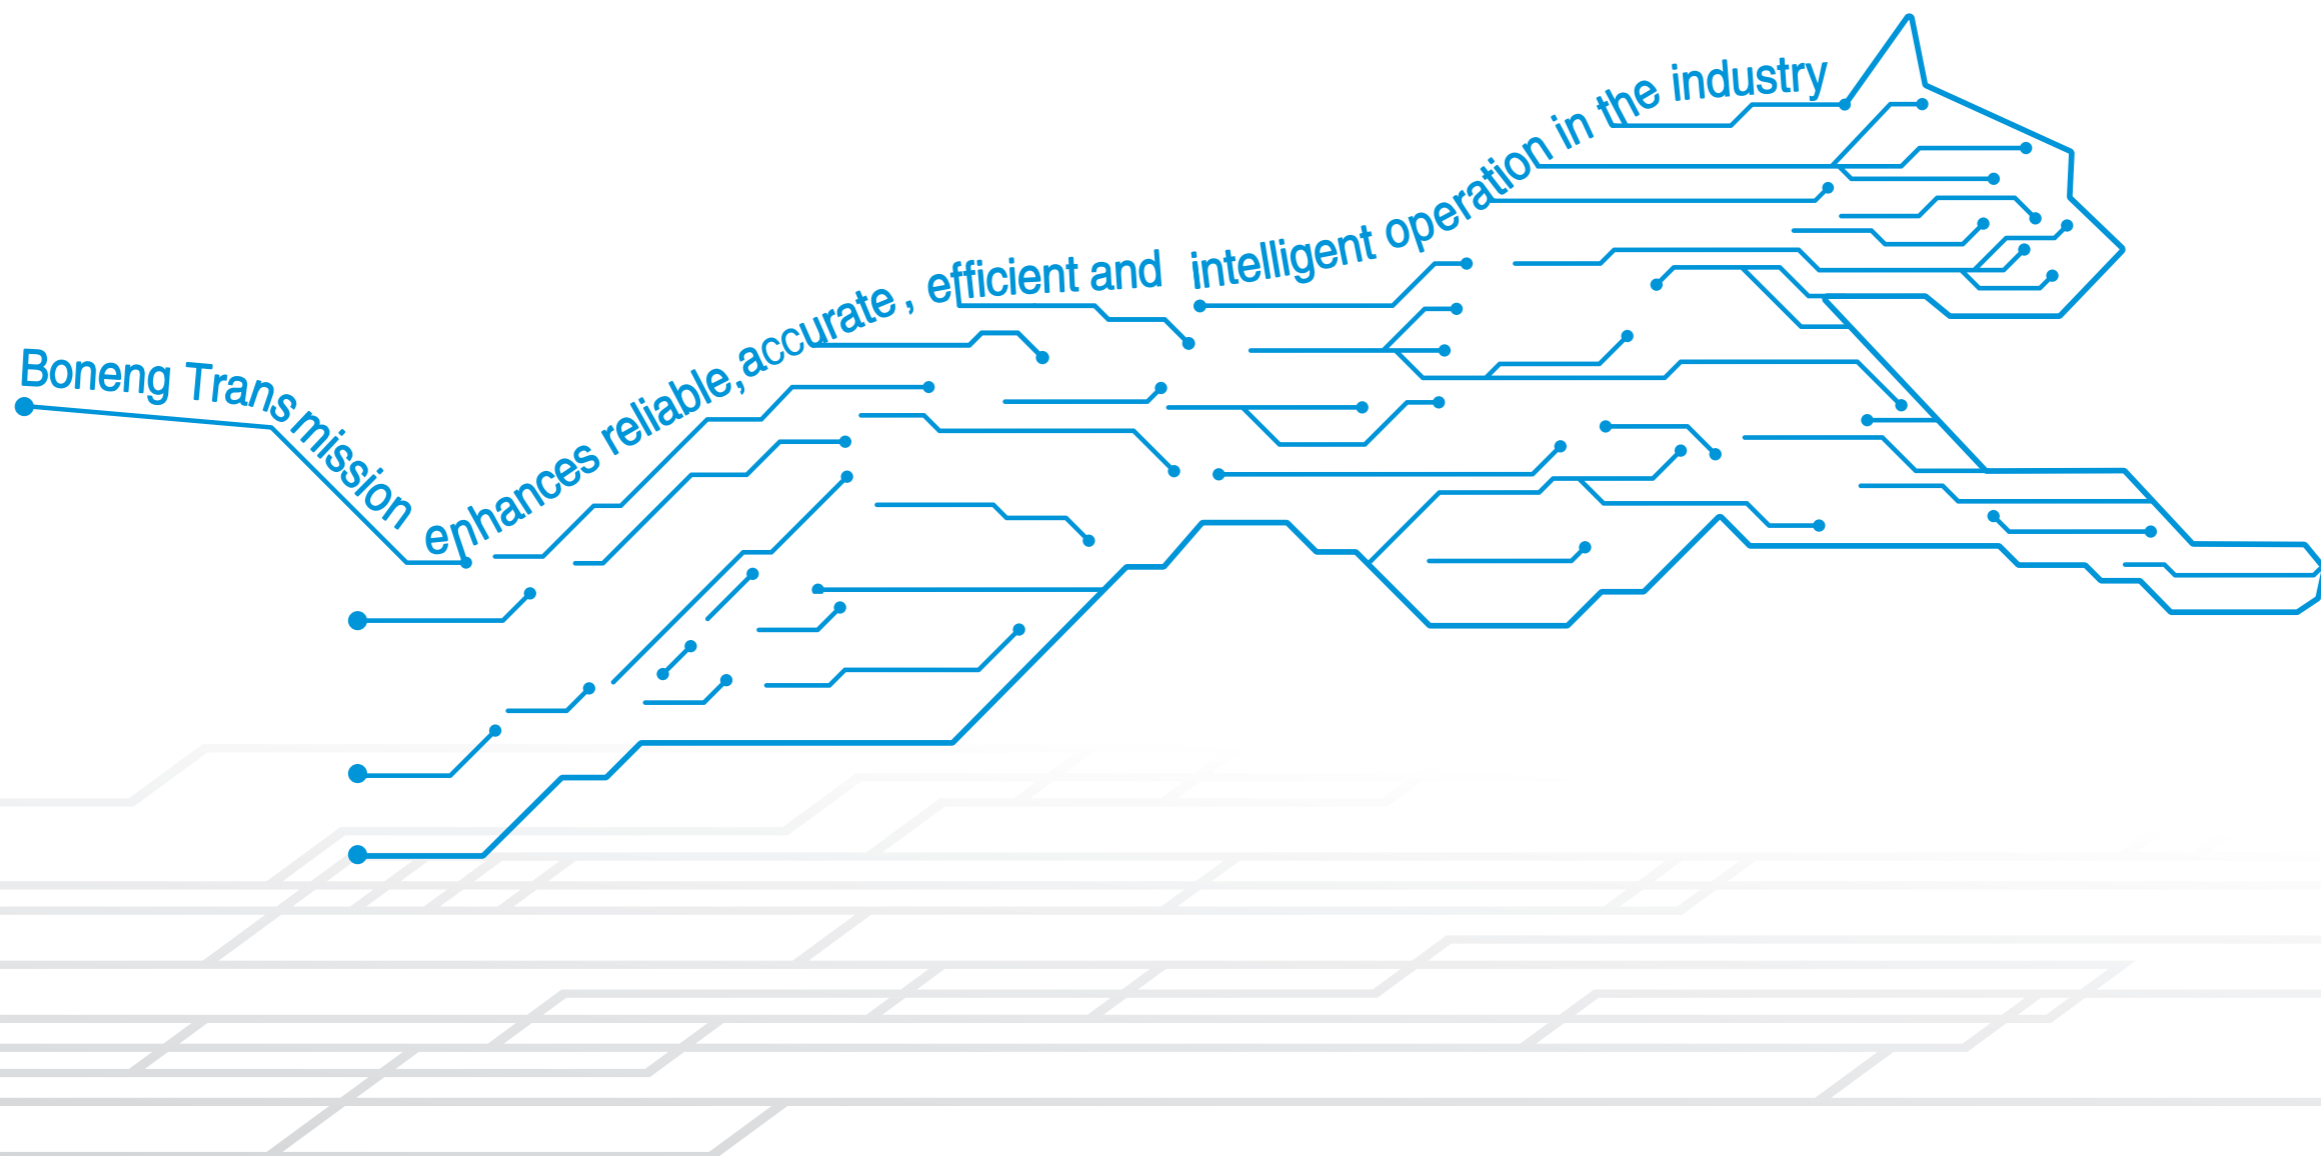 Boneng Transmission enhances reliable, accurate, efficient and intelligent operation in the industry